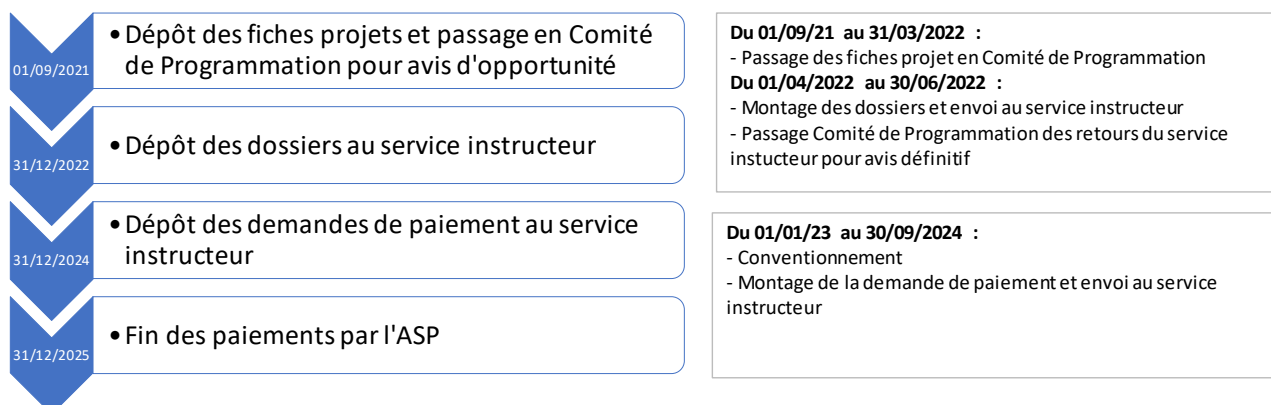 01/09/2021
• Dépôt des fiches projets et passage en Comité
de Programmation pour avis d'opportunité
31/12/2022
• Dépôt des dossiers au service instructeur
31/12/2024
• Dépôt des demandes de paiement au service
instructeur
31/12/2025
• Fin des paiements par l'ASP
Du 01/09/21 au 31/03/2022 :
- Passage des fiches projet en Comité de Programmation
Du 01/04/2022 au 30/06/2022 :
- Montage des dossiers et envoi au service instructeur
- Passage Comité de Programmation des retours du service
instucteur pour avis définitif
Du 01/01/23 au 30/09/2024 :
- Conventionnement
- Montage de la demande de paiement et envoi au service
instructeur